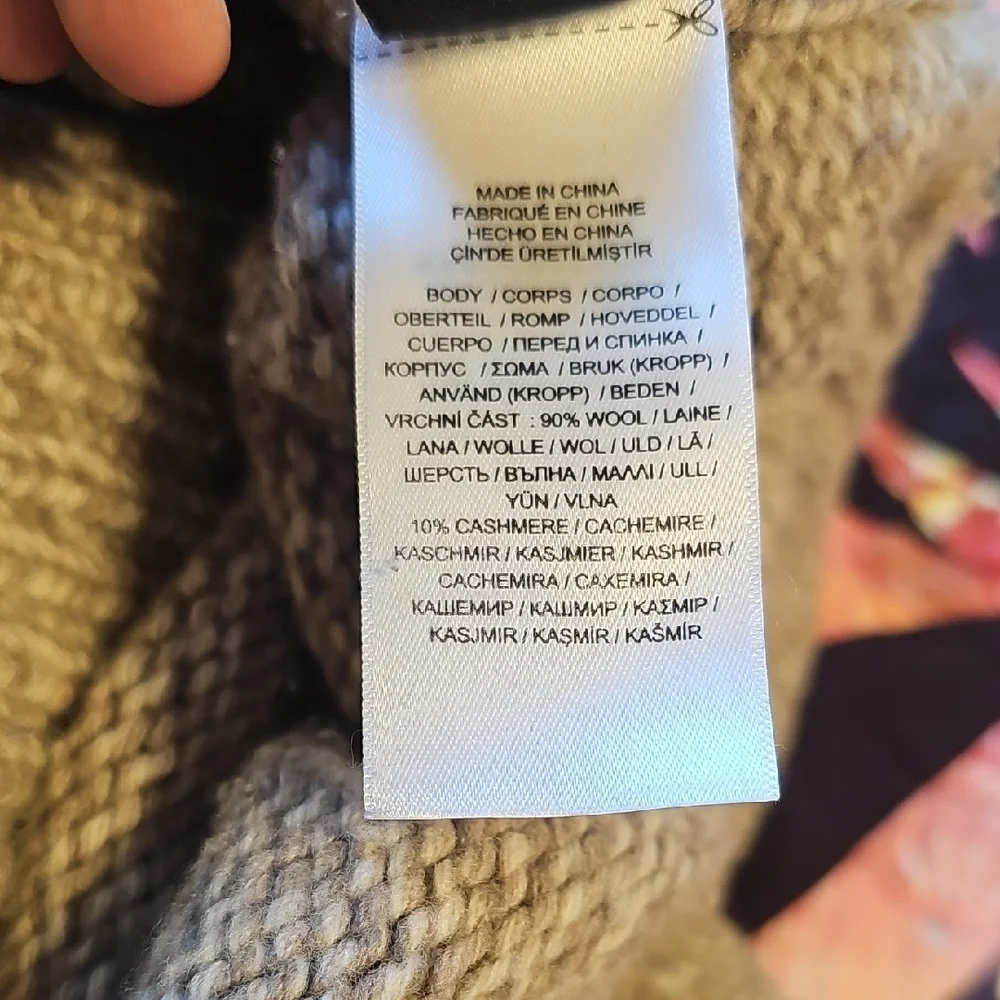 MADE IN CHINA
FABRIQUÉ EN CHINE
HECHO EN CHINA
ÇİN'DE ÜRETİLMİŞTİR
BODY / CORPS / CORPO /
OBERTEIL / ROMP / HOVEDDEL /
CUERPO / ПЕРЕД И СПИНКА /
КОРПУС / ΣΩΜΑ / BRUK (KROPP) /
ANVÄND (KROPP) / BEDEN /
VRCHNÍ ČÁST : 90% WOOL / LAINE /
LANA / WOLLE / WOL / ULD / LÃ /
ШЕРСТЬ / ВЪЛНА / ΜΑΛΛΙ / ULL /
YÜN / VLNA
10% CASHMERE / CACHEMIRE /
KASCHMIR / KASJMIER / KASHMIR /
CACHEMIRA / CAXEMIRA /
КАШЕМИР / КАШМИР / ΚΑΣΜΙΡ /
KASJMIR / KAŞMİR / KAŠMÍR